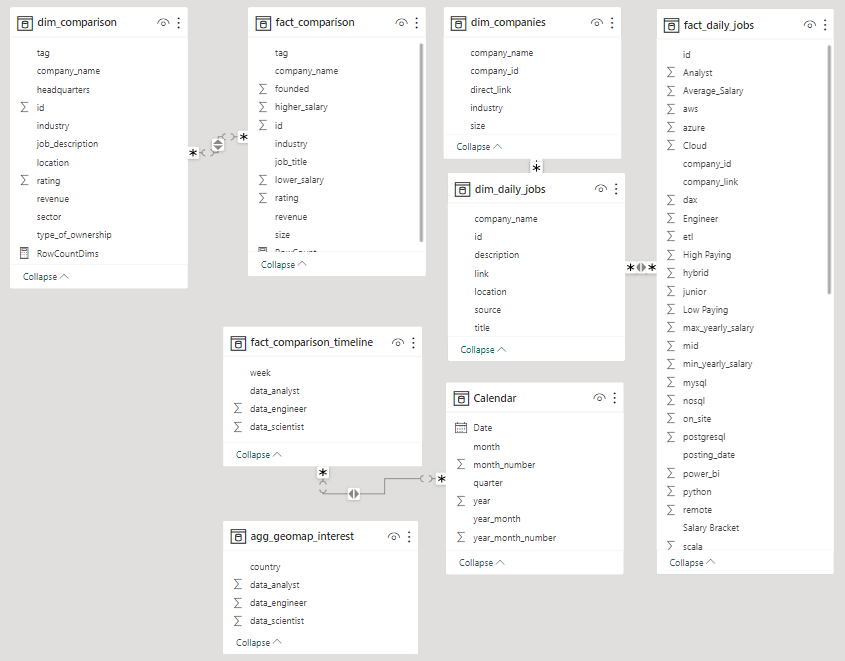 dim_comparison
tag
company_name
headquarters
id
industry
job_description
location
rating
revenue
sector
type_of_ownership
RowCountDims
Collapse
fact_comparison
tag
company_name
founded
higher_salary
id
industry
job_title
lower_salary
rating
revenue
size
RowCount
Collapse
dim_companies
company_name
company_id
direct_link
industry
size
Collapse
dim_daily_jobs
company_name
id
description
link
location
source
title
Collapse
fact_daily_jobs
id
Analyst
Average_Salary
aws
azure
Cloud
company_id
company_link
dax
Engineer
etl
High Paying
hybrid
junior
Low Paying
max_yearly_salary
mid
min_yearly_salary
mysql
nosql
on_site
postgresql
posting_date
power_bi
python
remote
Salary Bracket
scala
Collapse
fact_comparison_timeline
week
data_analyst
data_engineer
data_scientist
Collapse
Calendar
Date
month
month_number
quarter
year
year_month
year_month_number
Collapse
agg_geomap_interest
country
data_analyst
data_engineer
data_scientist
Collapse